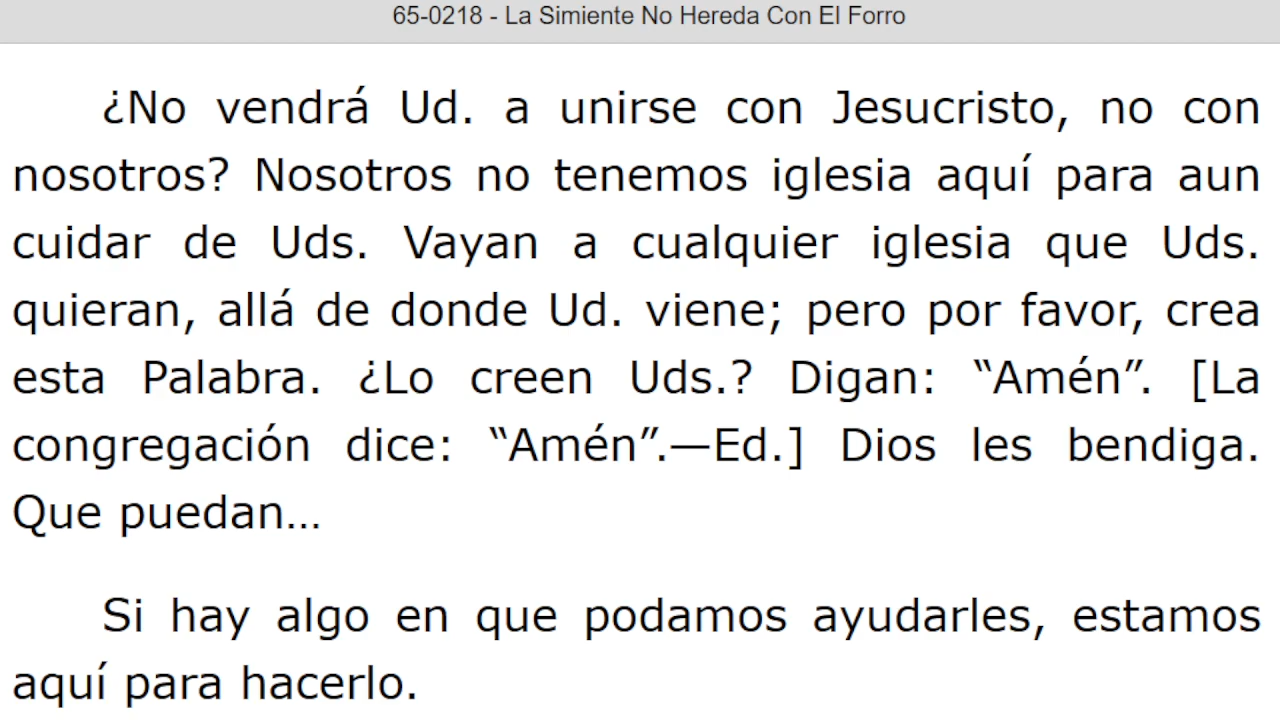 65-0218 - La Simiente No Hereda Con El Forro
¿No vendrá Ud. a unirse con Jesucristo, no con
nosotros? Nosotros no tenemos iglesia aquí para aun
cuidar de Uds. Vayan a cualquier iglesia que Uds.
quieran, allá de donde Ud. viene; pero por favor, crea
esta Palabra. ¿Lo creen Uds.? Digan: “Amén”. [La
congregación dice: “Amén”.—Ed.] Dios les bendiga.
Que puedan...
Si hay algo en que podamos ayudarles, estamos
aquí para hacerlo.